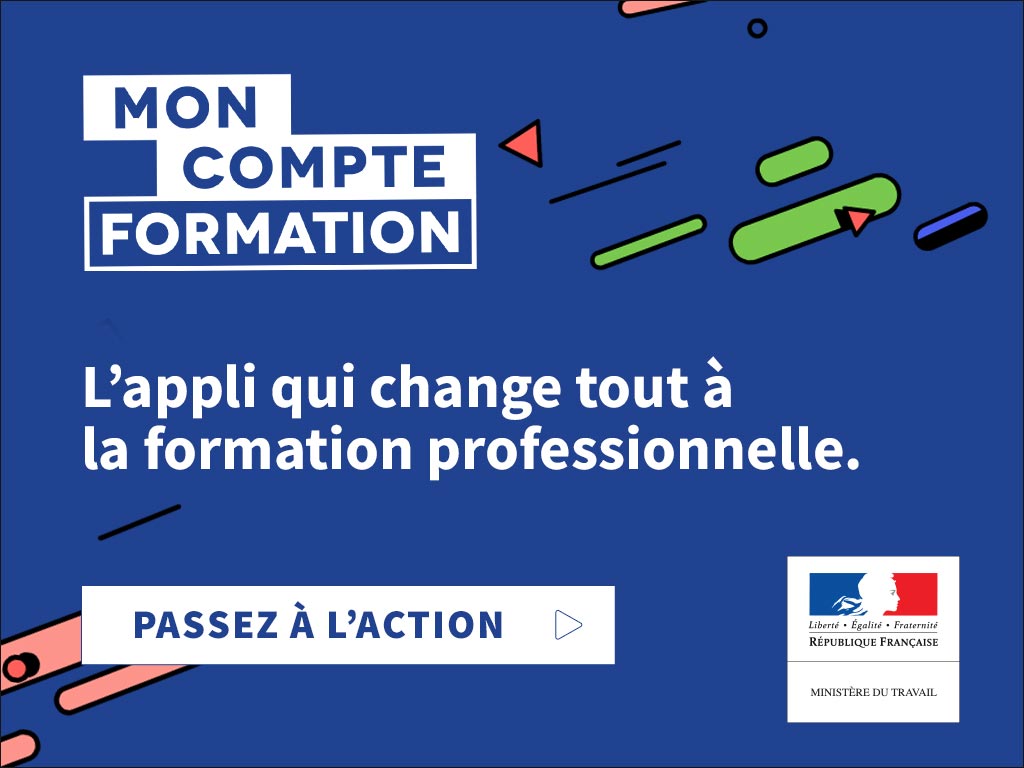 MON
COMPTE
FORMATION
L’appli qui change tout à
la formation professionnelle.
PASSEZ À L’ACTION
Liberté • Égalité • Fraternité
RÉPUBLIQUE FRANÇAISE
MINISTÈRE DU TRAVAIL